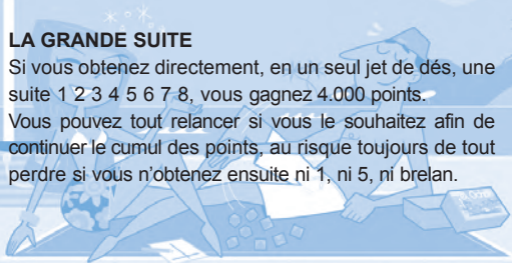 LA GRANDE SUITE
Si vous obtenez directement, en un seul jet de dés, une
suite 1 2 3 4 5 6 7 8, vous gagnez 4.000 points.
Vous pouvez tout relancer si vous le souhaitez afin de
continuer le cumul des points, au risque toujours de tout
perdre si vous n'obtenez ensuite ni 1, ni 5, ni brelan.